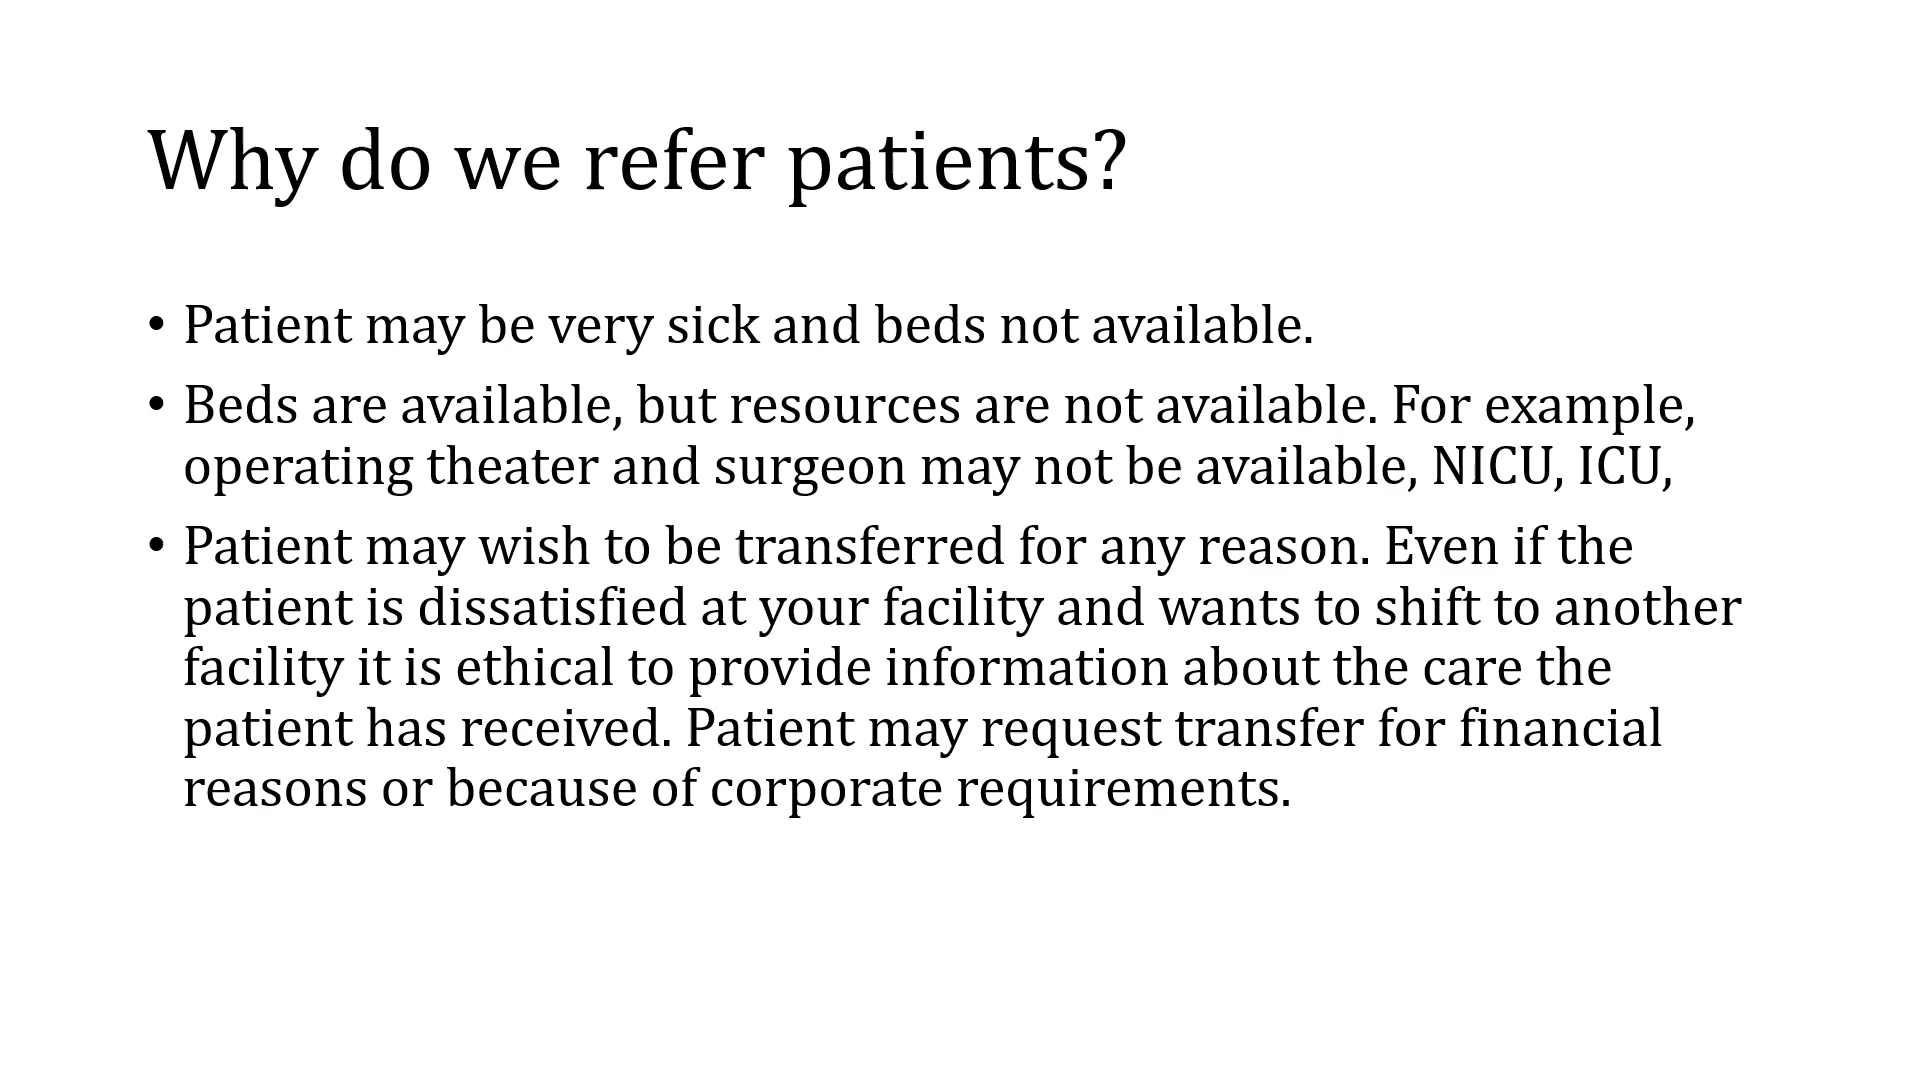 Why do we refer patients?
• Patient may be very sick and beds not available.
• Beds are available, but resources are not available. For example,
operating theater and surgeon may not be available, NICU, ICU,
• Patient may wish to be transferred for any reason. Even if the
patient is dissatisfied at your facility and wants to shift to another
facility it is ethical to provide information about the care the
patient has received. Patient may request transfer for financial
reasons or because of corporate requirements.